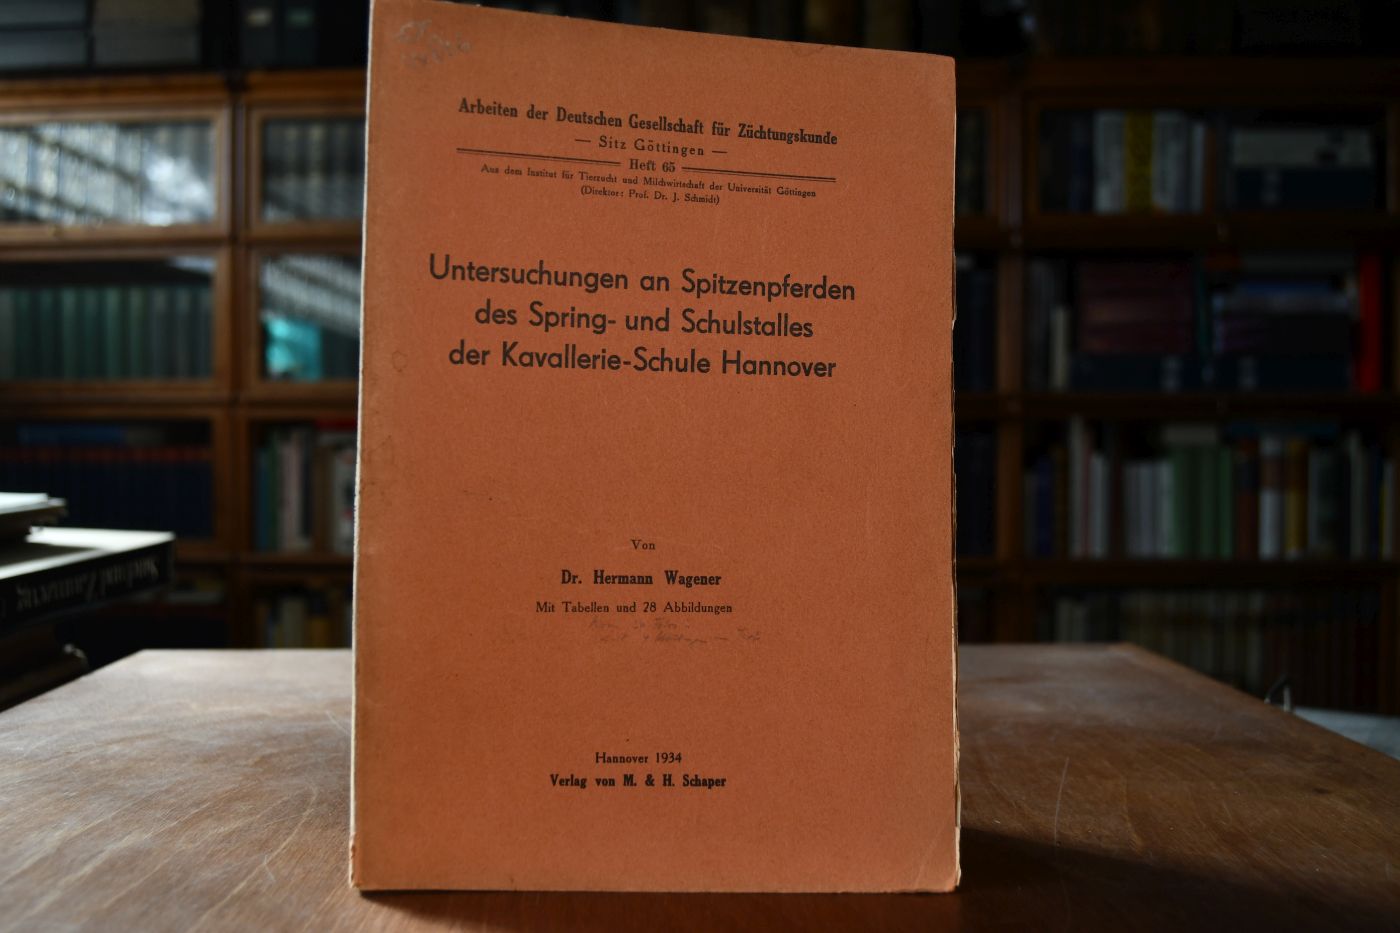 Arbeiten der Deutschen Gesellschaft für Züchtungskunde
— Sitz Göttingen —
Heft 65
Aus dem Institut für Tierzucht und Milchwirtschaft der Universität Göttingen
(Direktor: Prof. Dr. J. Schmidt)
Untersuchungen an Spitzenpferden
des Spring- und Schulstalles
der Kavallerie-Schule Hannover
Von
Dr. Hermann Wagener
Mit Tabellen und 28 Abbildungen
Hannover 1934
Verlag von M. & H. Schaper
und Zäumung